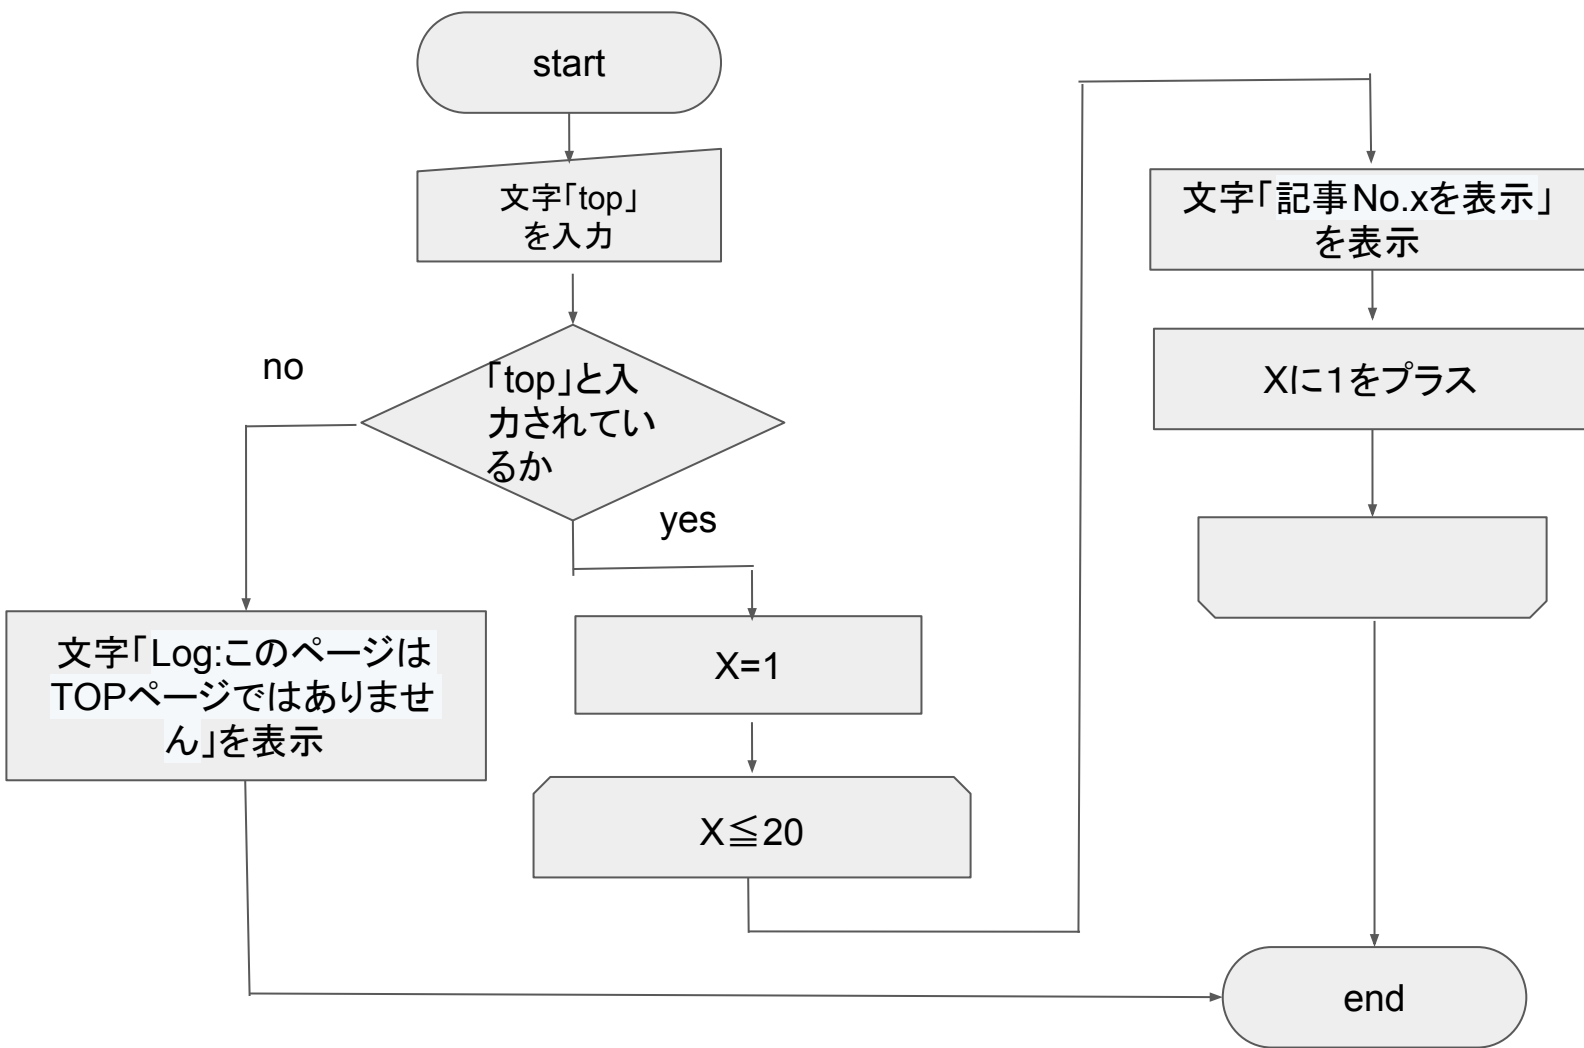 start
文字「top」
を入力
「top」と入
力されてい
るか
no
yes
文字「Log:このページは
TOPページではありませ
ん」を表示
X=1
X≦20
文字「記事No.xを表示」
を表示
Xに１をプラス
end